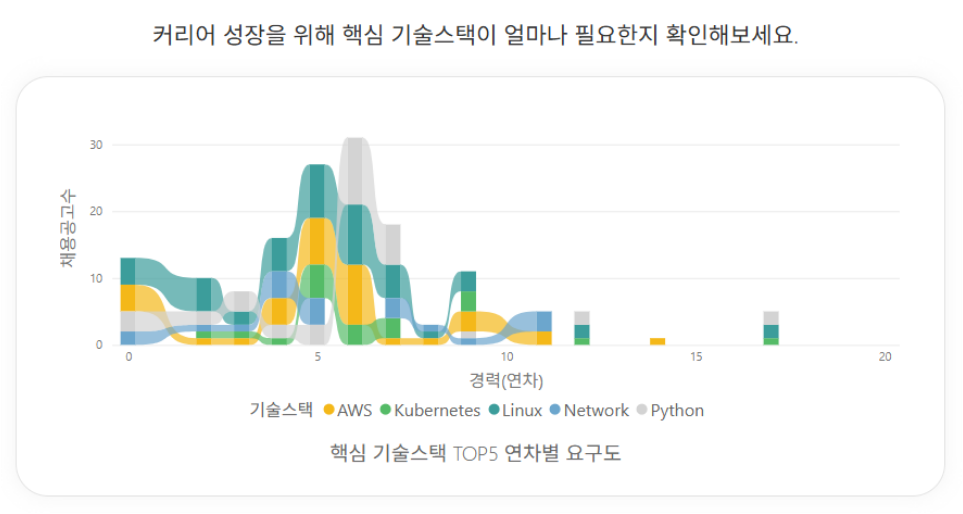 커리어 성장을 위해 핵심 기술스택이 얼마나 필요한지 확인해보세요.
30
20
10
0
채용공고수
0 5 10 15 20
경력(연차)
기술스택 AWS Kubernetes Linux Network Python
핵심 기술스택 TOP5 연차별 요구도